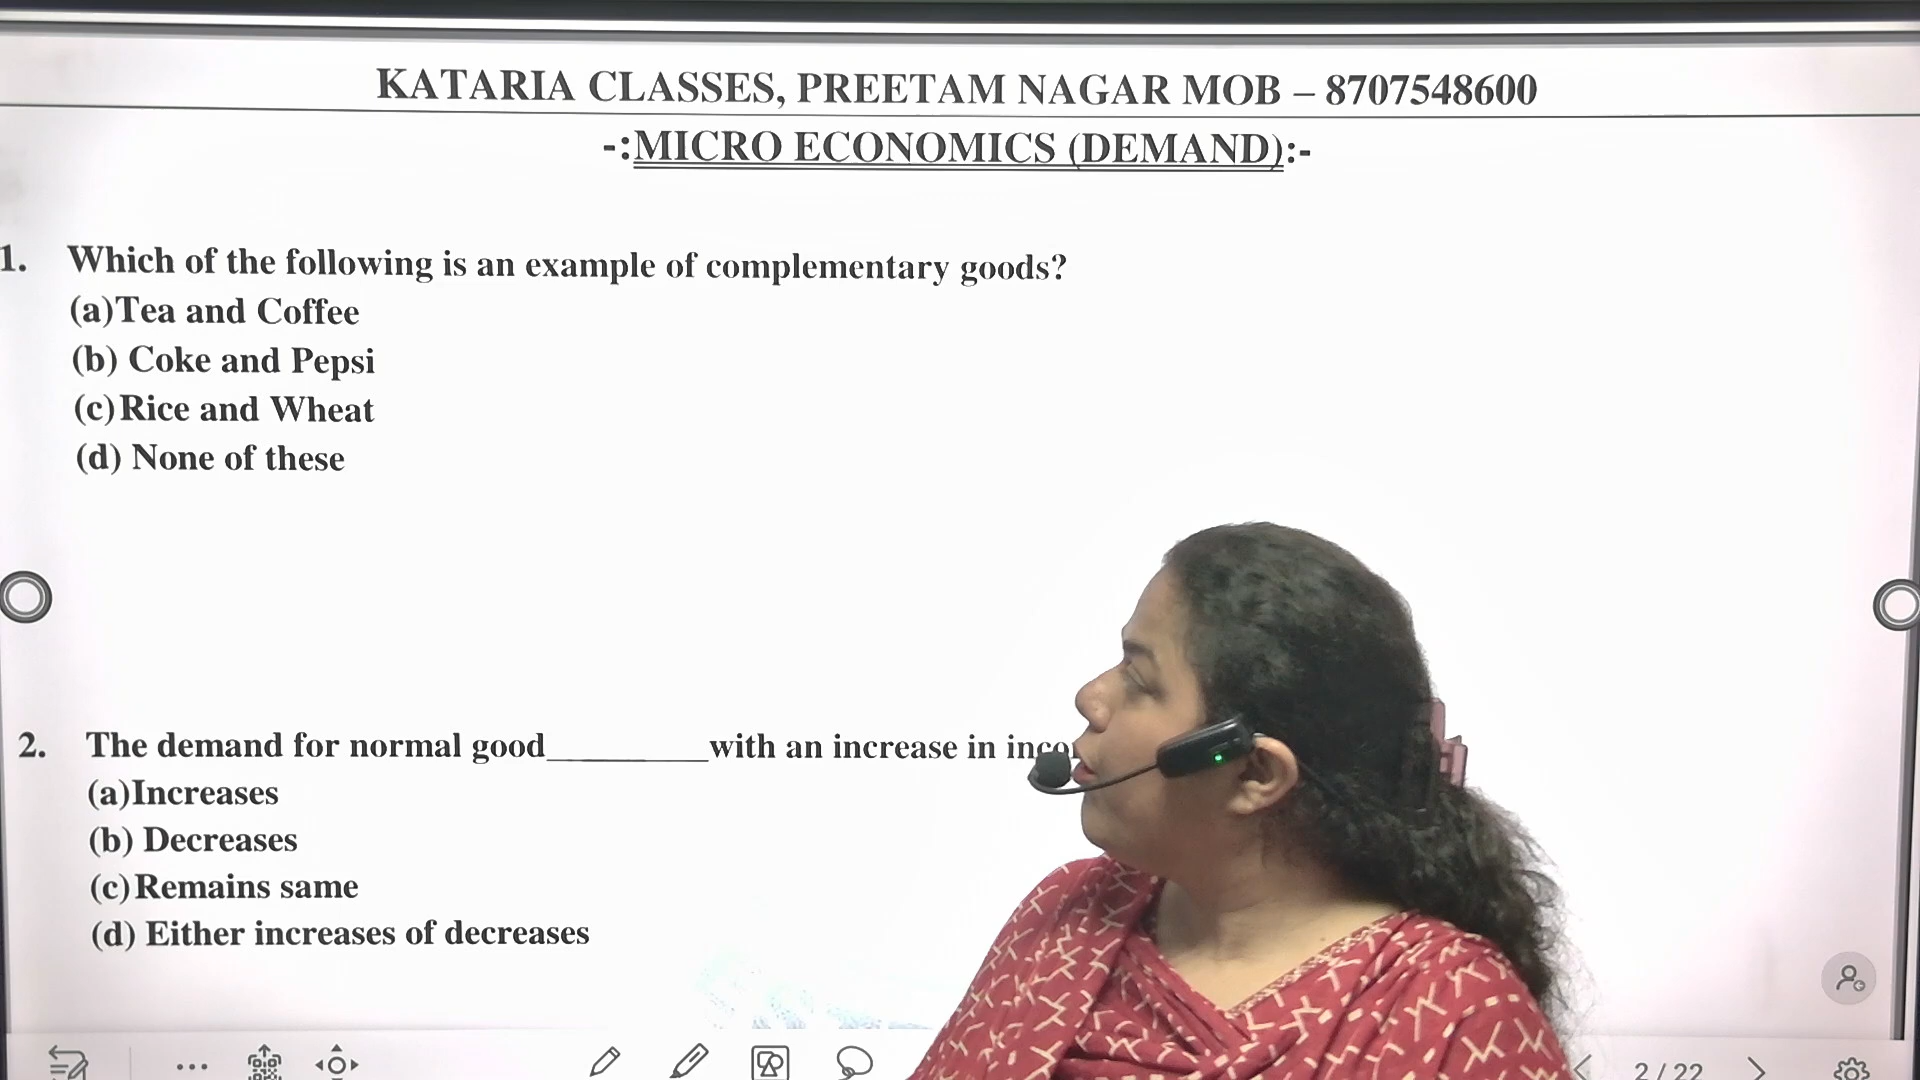 KATARIA CLASSES, PREETAM NAGAR MOB – 8707548600
-:MICRO ECONOMICS (DEMAND):-
1. Which of the following is an example of complementary goods?
(a)Tea and Coffee
(b) Coke and Pepsi
(c)Rice and Wheat
(d) None of these
2. The demand for normal good_________with an increase in
(a)Increases
(b) Decreases
(c)Remains same
(d) Either increases of decreases
2 / 22